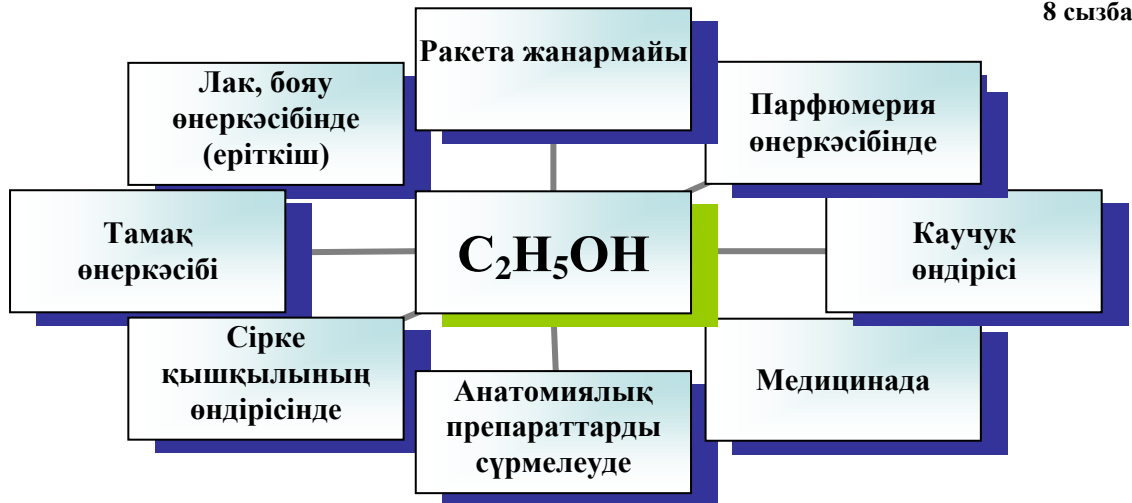 8 сызба
Ракета жанармайы
Лак, бояу
өнеркәсібінде
(еріткіш)
Парфюмерия
өнеркәсібінде
Тамақ
өнеркәсібі
C₂H₅OH
Каучук
өндірісі
Сірке
қышқылының
өндірісінде
Анатомиялық
препараттарды
сүрмелеуде
Медицинада